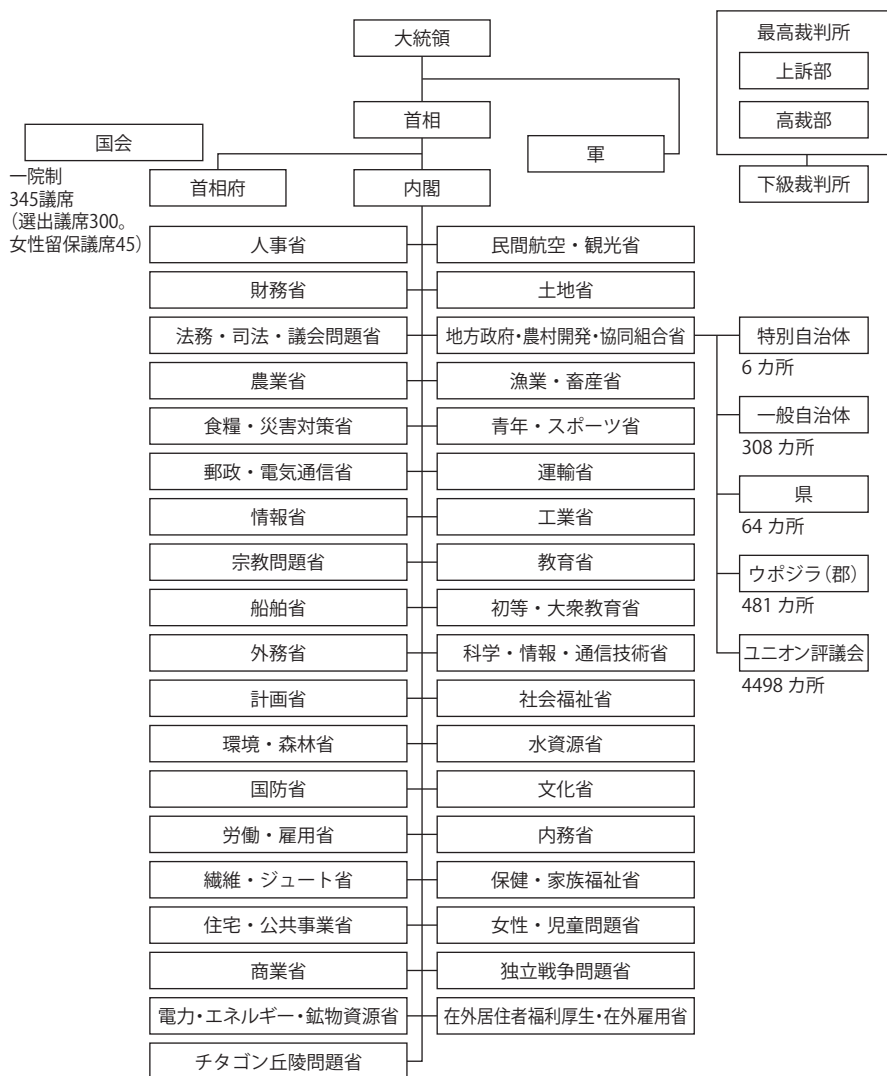 大統領
首相
国会
一院制
345議席
(選出議席300。
女性留保議席45)
首相府
内閣
軍
最高裁判所
上訴部
高裁部
下級裁判所
人事省
民間航空・観光省
財務省
土地省
法務・司法・議会問題省
地方政府・農村開発・協同組合省
農業省
漁業・畜産省
食糧・災害対策省
青年・スポーツ省
郵政・電気通信省
運輸省
情報省
工業省
宗教問題省
教育省
船舶省
初等・大衆教育省
外務省
科学・情報・通信技術省
計画省
社会福祉省
環境・森林省
水資源省
国防省
文化省
労働・雇用省
内務省
繊維・ジュート省
保健・家族福祉省
住宅・公共事業省
女性・児童問題省
商業省
独立戦争問題省
電力・エネルギー・鉱物資源省
在外居住者福利厚生・在外雇用省
チタゴン丘陵問題省
特別自治体
6 カ所
一般自治体
308 カ所
県
64 カ所
ウポジラ(郡)
481 カ所
ユニオン評議会
4498 カ所